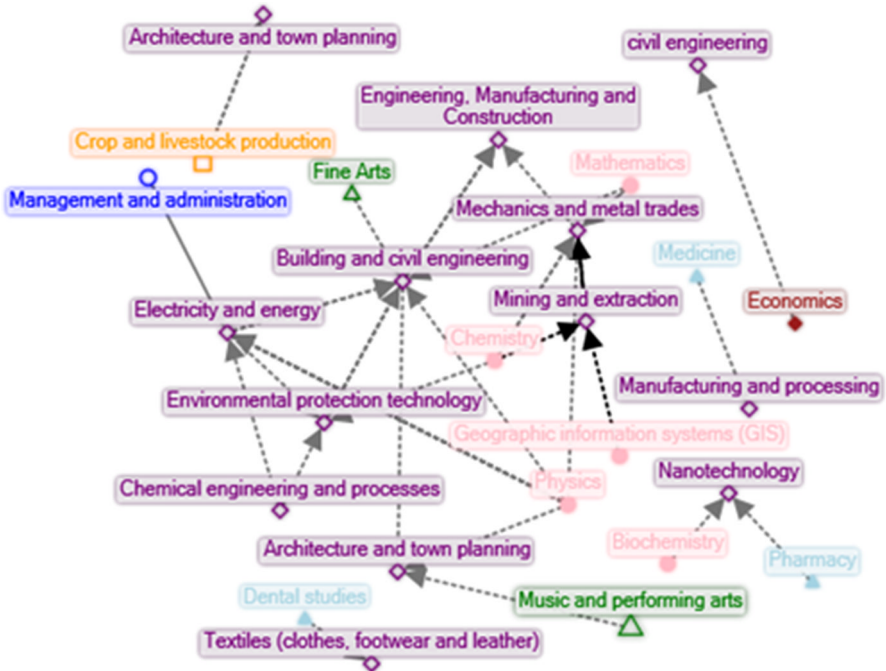 Architecture and town planning
civil engineering
Engineering, Manufacturing and
Construction
Crop and livestock production
Fine Arts
Mathematics
Management and administration
Mechanics and metal trades
Building and civil engineering
Medicine
Electricity and energy
Mining and extraction
Economics
Chemistry
Manufacturing and processing
Environmental protection technology
Geographic information systems (GIS)
Nanotechnology
Physics
Chemical engineering and processes
Biochemistry
Architecture and town planning
Pharmacy
Dental studies
Music and performing arts
Textiles (clothes, footwear and leather)